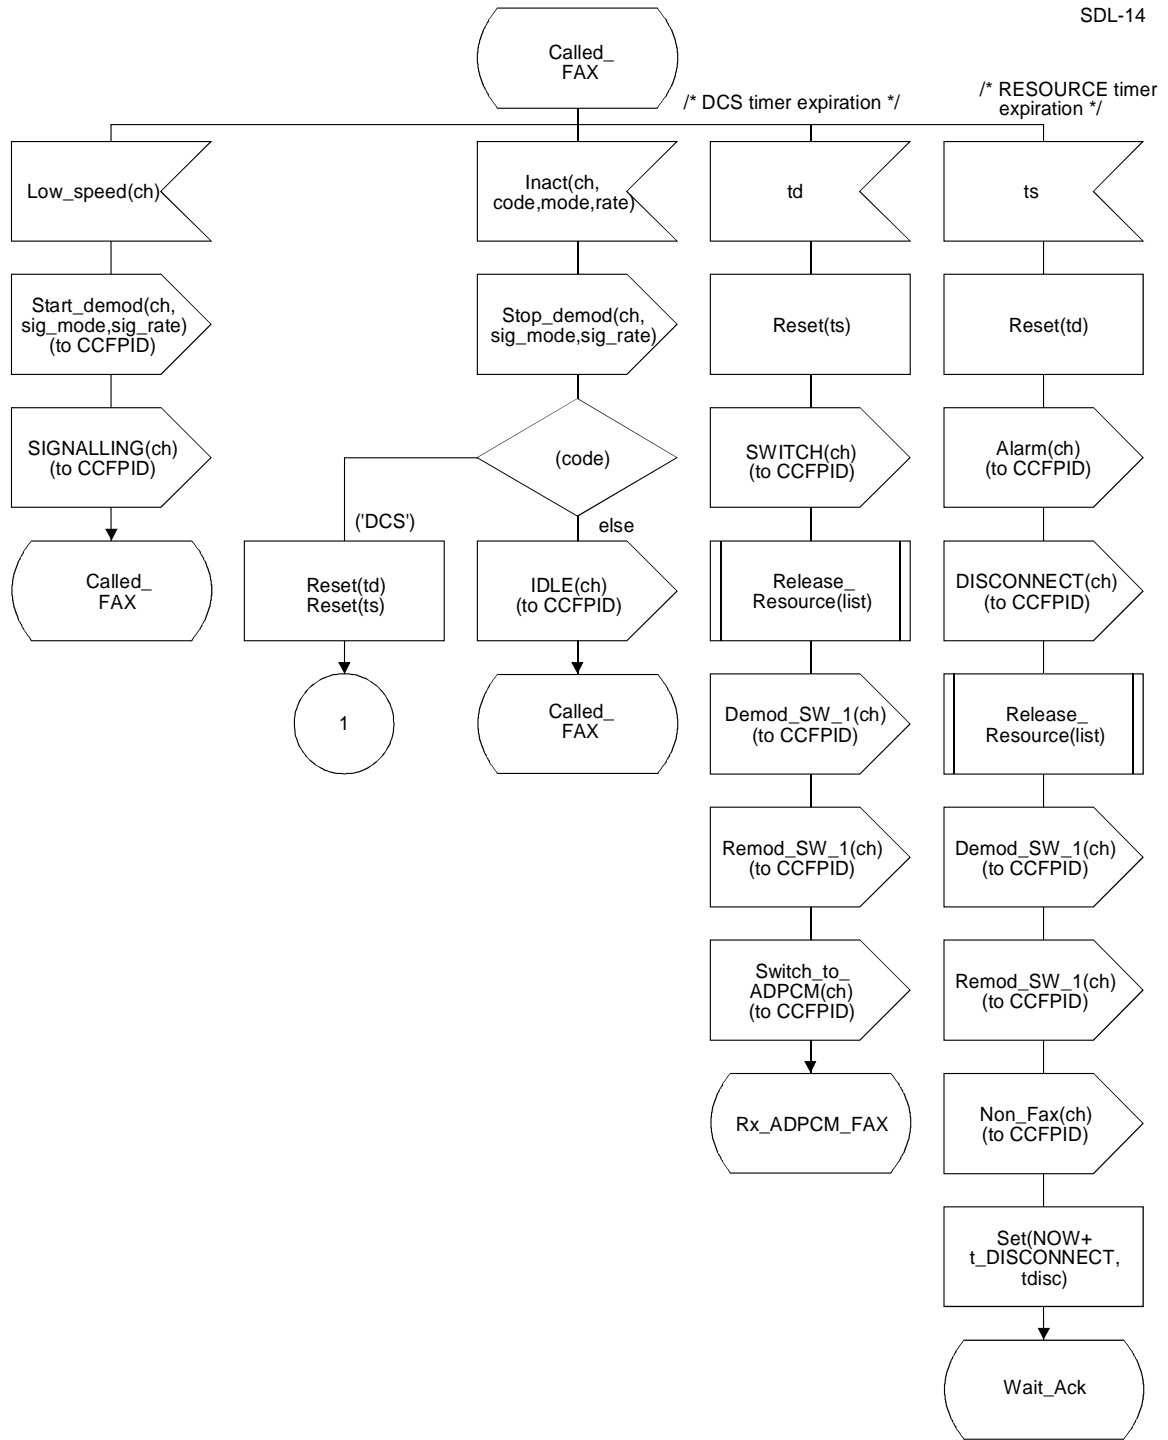 SDL-14
Called_
FAX
/* DCS timer expiration */
/* RESOURCE timer
expiration */
Low_speed(ch)
Start_demod(ch,
sig_mode,sig_rate)
(to CCFPID)
SIGNALLING(ch)
(to CCFPID)
Called_
FAX
Inact(ch,
code,mode,rate)
Stop_demod(ch,
sig_mode,sig_rate)
(code)
('DCS')
else
Reset(td)
Reset(ts)
1
IDLE(ch)
(to CCFPID)
Called_
FAX
td
Reset(ts)
SWITCH(ch)
(to CCFPID)
Release_
Resource(list)
Demod_SW_1(ch)
(to CCFPID)
Remod_SW_1(ch)
(to CCFPID)
Switch_to_
ADPCM(ch)
(to CCFPID)
Rx_ADPCM_FAX
ts
Reset(td)
Alarm(ch)
(to CCFPID)
DISCONNECT(ch)
(to CCFPID)
Release_
Resource(list)
Demod_SW_1(ch)
(to CCFPID)
Remod_SW_1(ch)
(to CCFPID)
Non_Fax(ch)
(to CCFPID)
Set(NOW+
t_DISCONNECT,
tdisc)
Wait_Ack